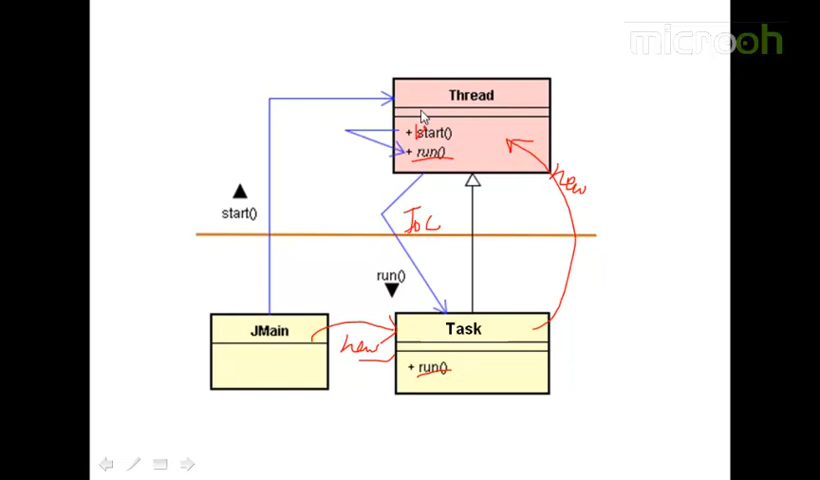 microoh
Thread
+ start()
+ run()
new
start()
IoC
run()
JMain
Task
new
+ run()